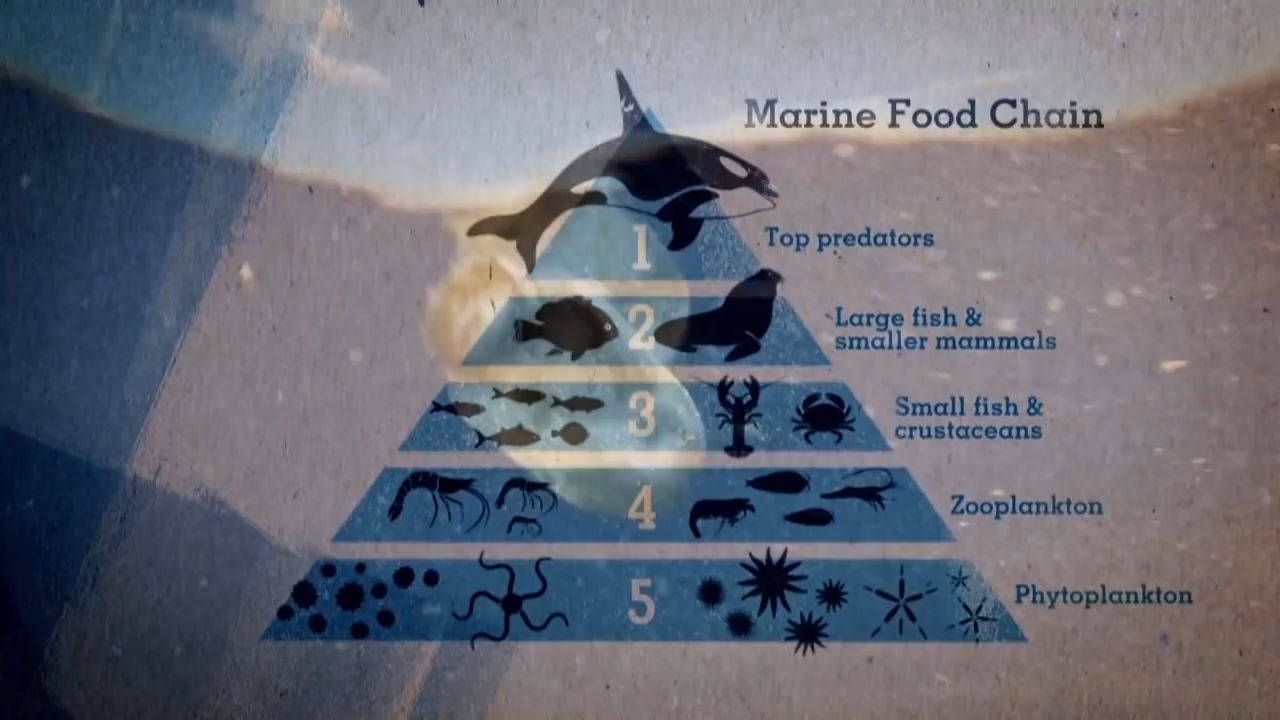 Marine Food Chain
1
Top predators
2
Large fish &
smaller mammals
3
Small fish &
crustaceans
4
Zooplankton
5
Phytoplankton